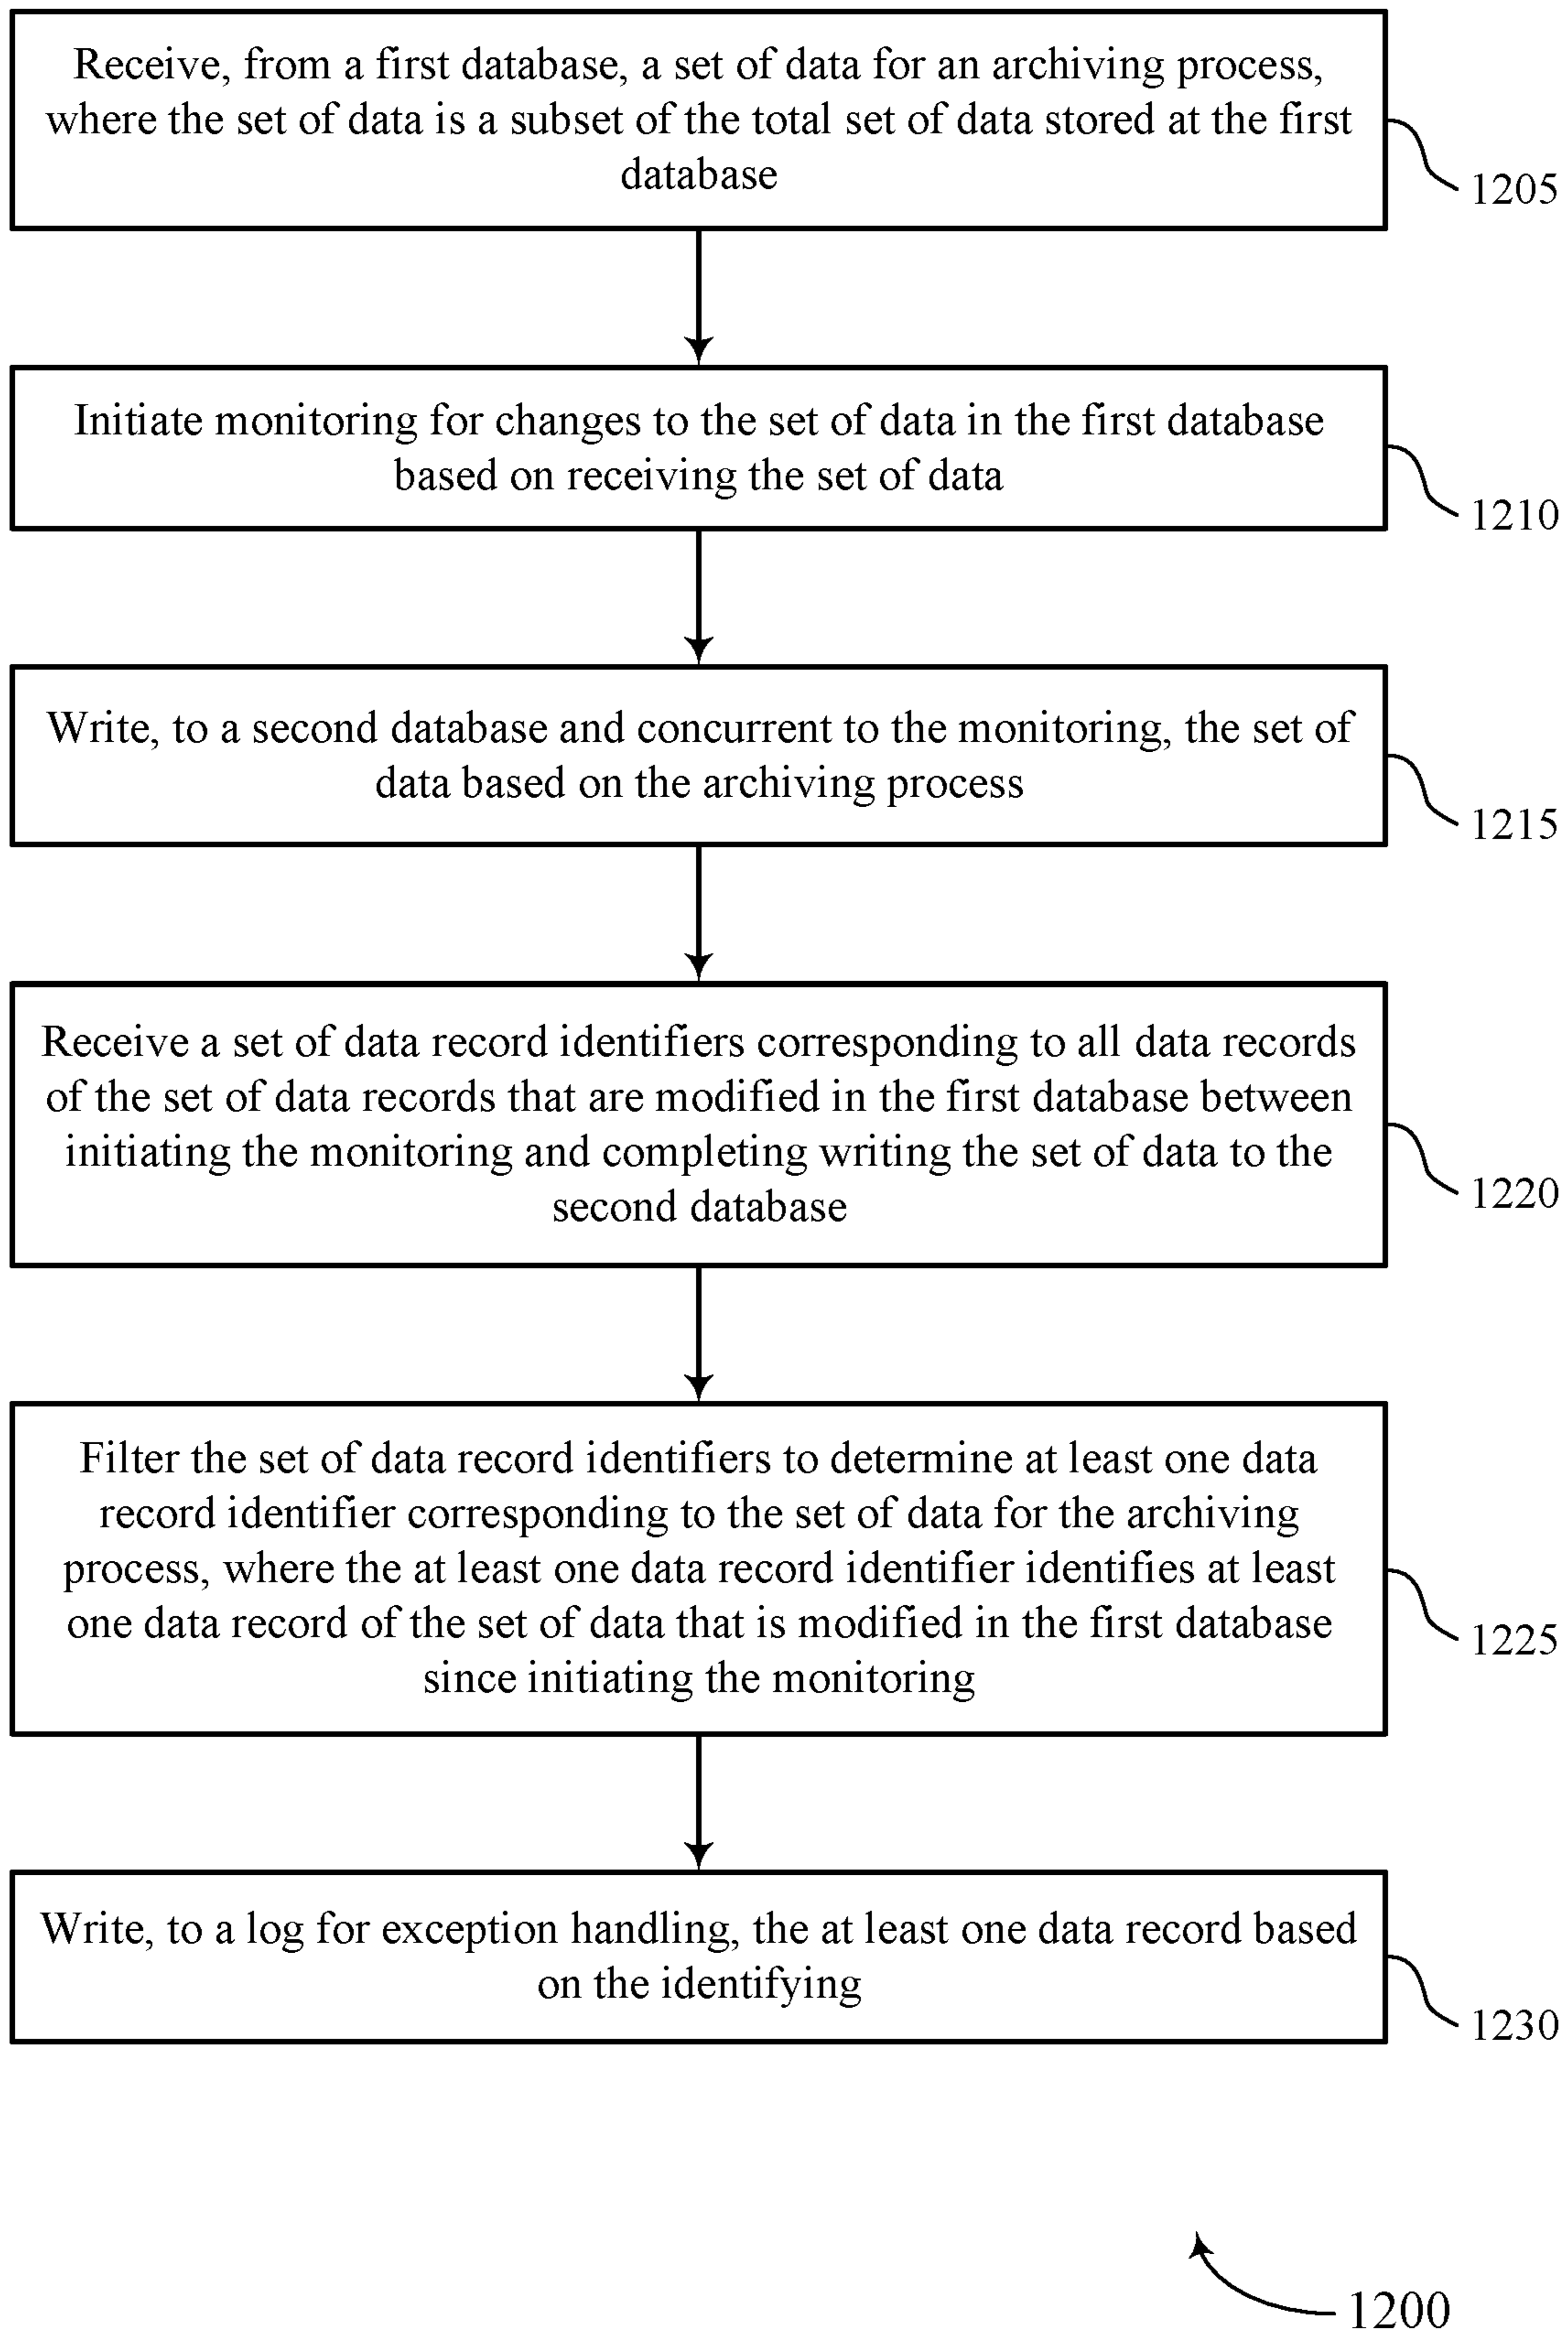 Receive, from a first database, a set of data for an archiving process,
where the set of data is a subset of the total set of data stored at the first
database
1205
Initiate monitoring for changes to the set of data in the first database
based on receiving the set of data
1210
Write, to a second database and concurrent to the monitoring, the set of
data based on the archiving process
1215
Receive a set of data record identifiers corresponding to all data records
of the set of data records that are modified in the first database between
initiating the monitoring and completing writing the set of data to the
second database
1220
Filter the set of data record identifiers to determine at least one data
record identifier corresponding to the set of data for the archiving
process, where the at least one data record identifier identifies at least
one data record of the set of data that is modified in the first database
since initiating the monitoring
1225
Write, to a log for exception handling, the at least one data record based
on the identifying
1230
1200